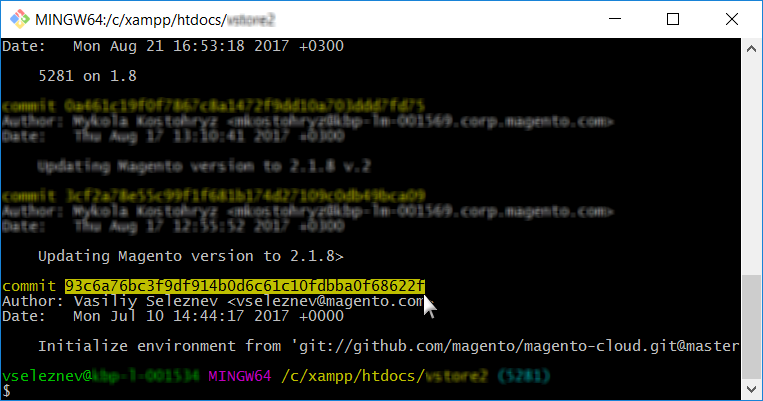 MINGW64:/c/xampp/htdocs/vstore2
Date:   Mon Aug 21 16:53:18 2017 +0300
5281 on 1.8
commit
Author: Mykola Kostohryz <mkostohryz@kbp-lm-001569.corp.magento.com>
Date:   Thu Aug 17 13:10:41 2017 +0300
Updating Magento version to 2.1.8 v.2
commit
Author: Mykola Kostohryz <mkostohryz@kbp-lm-001569.corp.magento.com>
Date:   Thu Aug 17 12:55:52 2017 +0300
Updating Magento version to 2.1.8>
commit 93c6a76bc3f9df914b0d6c61c10fdbba0f68622f
Author: Vasiliy Seleznev <vseleznev@magento.com
Date:   Mon Jul 10 14:44:17 2017 +0000
Initialize environment from 'git://github.com/magento/magento-cloud.git@master
vseleznev@kbp-l-001534 MINGW64 /c/xampp/htdocs/vstore2 (5281)
$